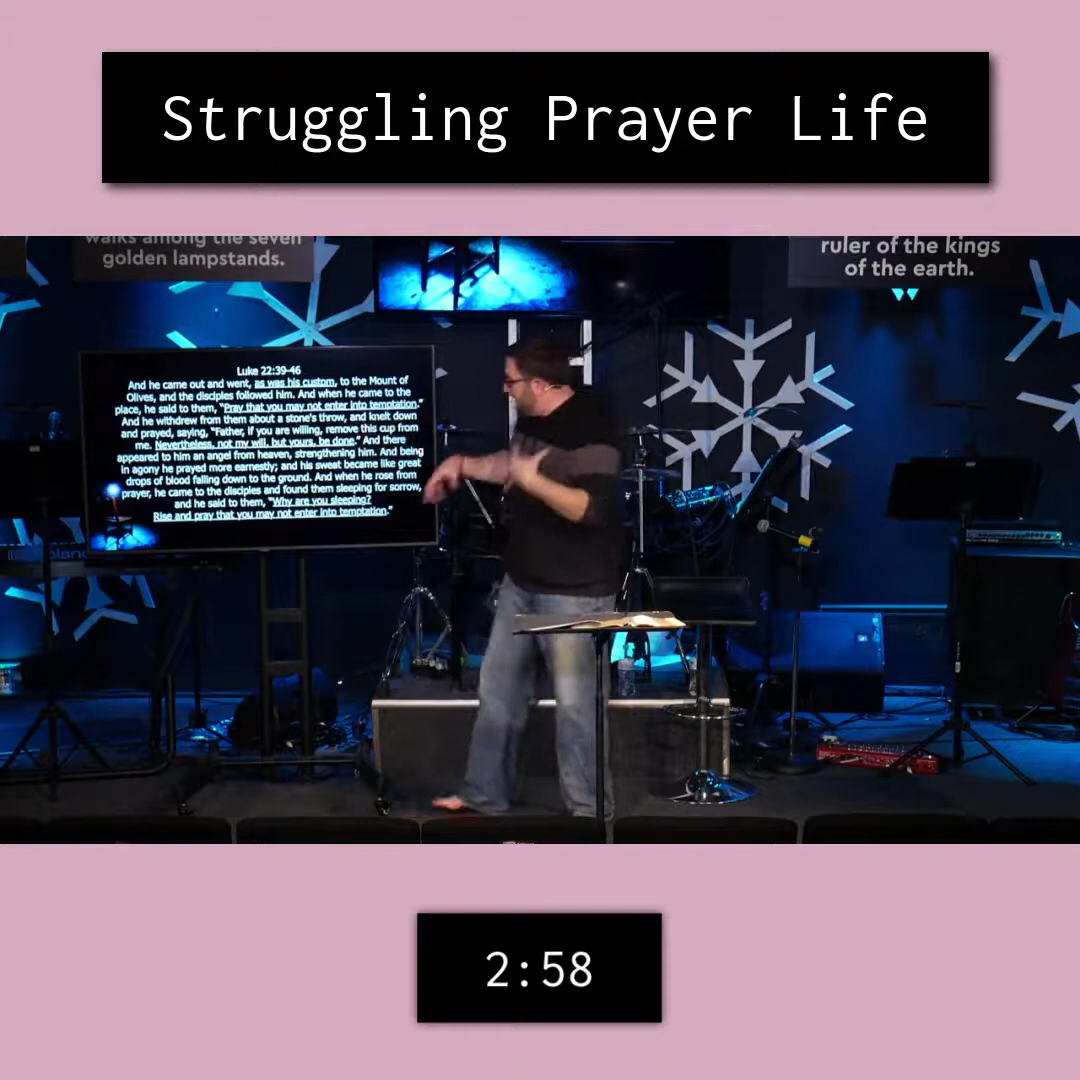 Struggling Prayer Life
walks among the seven
golden lampstands.
ruler of the kings
of the earth.
Luke 22:39-46
And he came out and went, as was his custom, to the Mount of
Olives, and the disciples followed him. And when he came to the
place, he said to them, "Pray that you may not enter into temptation."
And he withdrew from them about a stone's throw, and knelt down
and prayed, saying, "Father, if you are willing, remove this cup from
me. Nevertheless, not my will, but yours, be done." And there
appeared to him an angel from heaven, strengthening him. And being
in agony he prayed more earnestly; and his sweat became like great
drops of blood falling down to the ground. And when he rose from
prayer, he came to the disciples and found them sleeping for sorrow,
and he said to them, "Why are you sleeping?
Rise and pray that you may not enter into temptation."
Roland
2:58